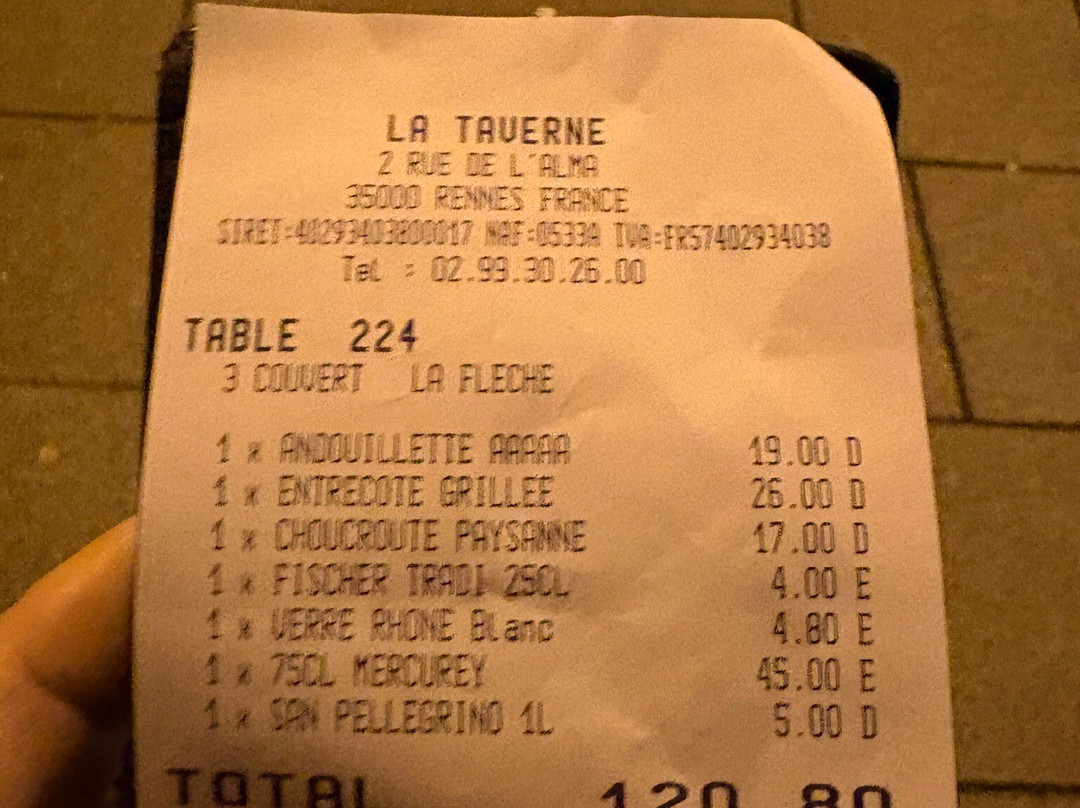 LA TAVERNE
2 RUE DE L'ALMA
35000 RENNES FRANCE
SIRET:40293403800017 NAF:0533A TVA:FR57402934038
Tel : 02.99.30.26.00
TABLE 224
3 COUVERT LA FLECHE
1 x ANDOUILLETTE AAAAA 19.00 D
1 x ENTRECOTE GRILLEE 26.00 D
1 x CHOUCROUTE PAYSANNE 17.00 D
1 x FISCHER TRADI 25CL 4.00 E
1 x VERRE RHONE Blanc 4.80 E
1 x 75CL MERCUREY 45.00 E
1 x SAN PELLEGRINO 1L 5.00 D
TOTAL 120.80